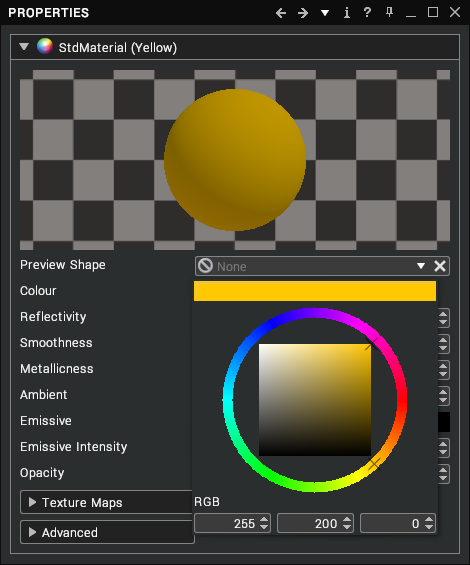 PROPERTIES
StdMaterial (Yellow)
Preview Shape
None
Colour
Reflectivity
Smoothness
Metallicness
Ambient
Emissive
Emissive Intensity
Opacity
RGB
Texture Maps
255 200 0
Advanced